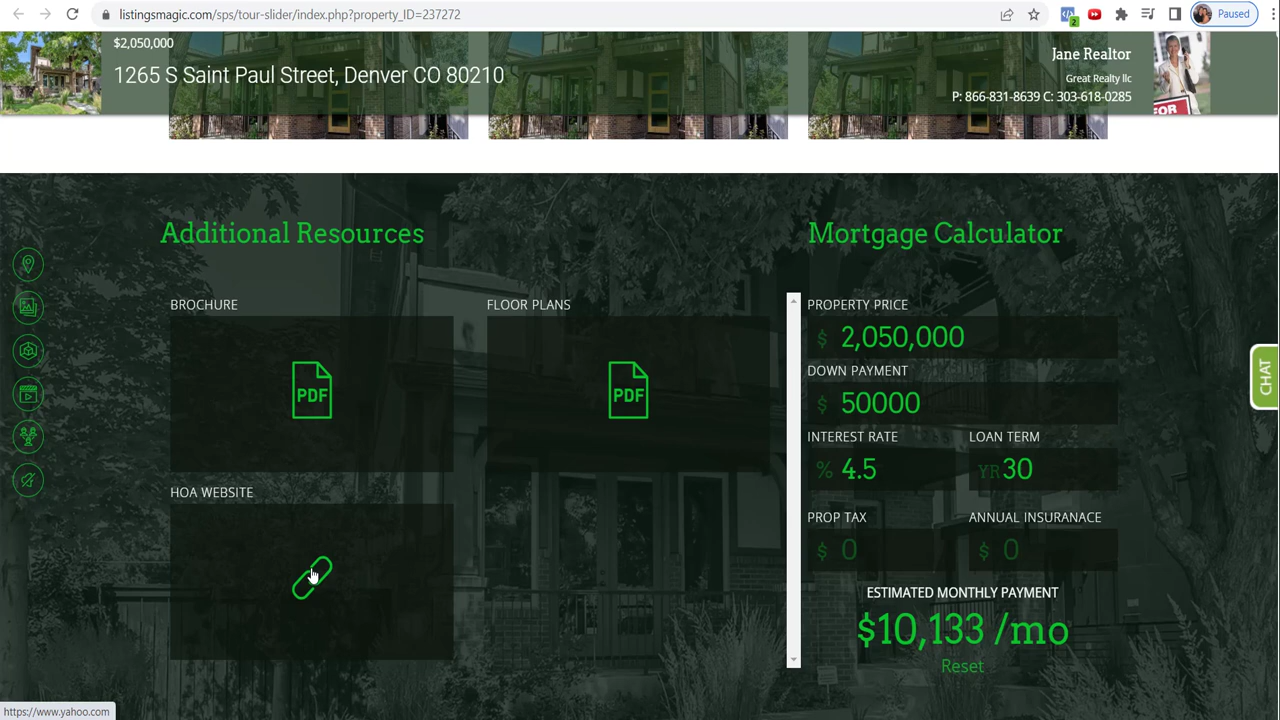 listingsmagic.com/sps/tour-slider/index.php?property_ID=237272
2
Paused
$2,050,000
1265 S Saint Paul Street, Denver CO 80210
Jane Realtor
Great Realty llc
P: 866-831-8639 C: 303-618-0285
FOR
Additional Resources
Mortgage Calculator
BROCHURE
FLOOR PLANS
PDF
PDF
HOA WEBSITE
PROPERTY PRICE
$ 2,050,000
DOWN PAYMENT
$ 50000
INTEREST RATE
LOAN TERM
% 4.5
YR 30
PROP TAX
ANNUAL INSURANACE
$ 0
$ 0
ESTIMATED MONTHLY PAYMENT
$10,133 /mo
Reset
CHAT
https://www.yahoo.com